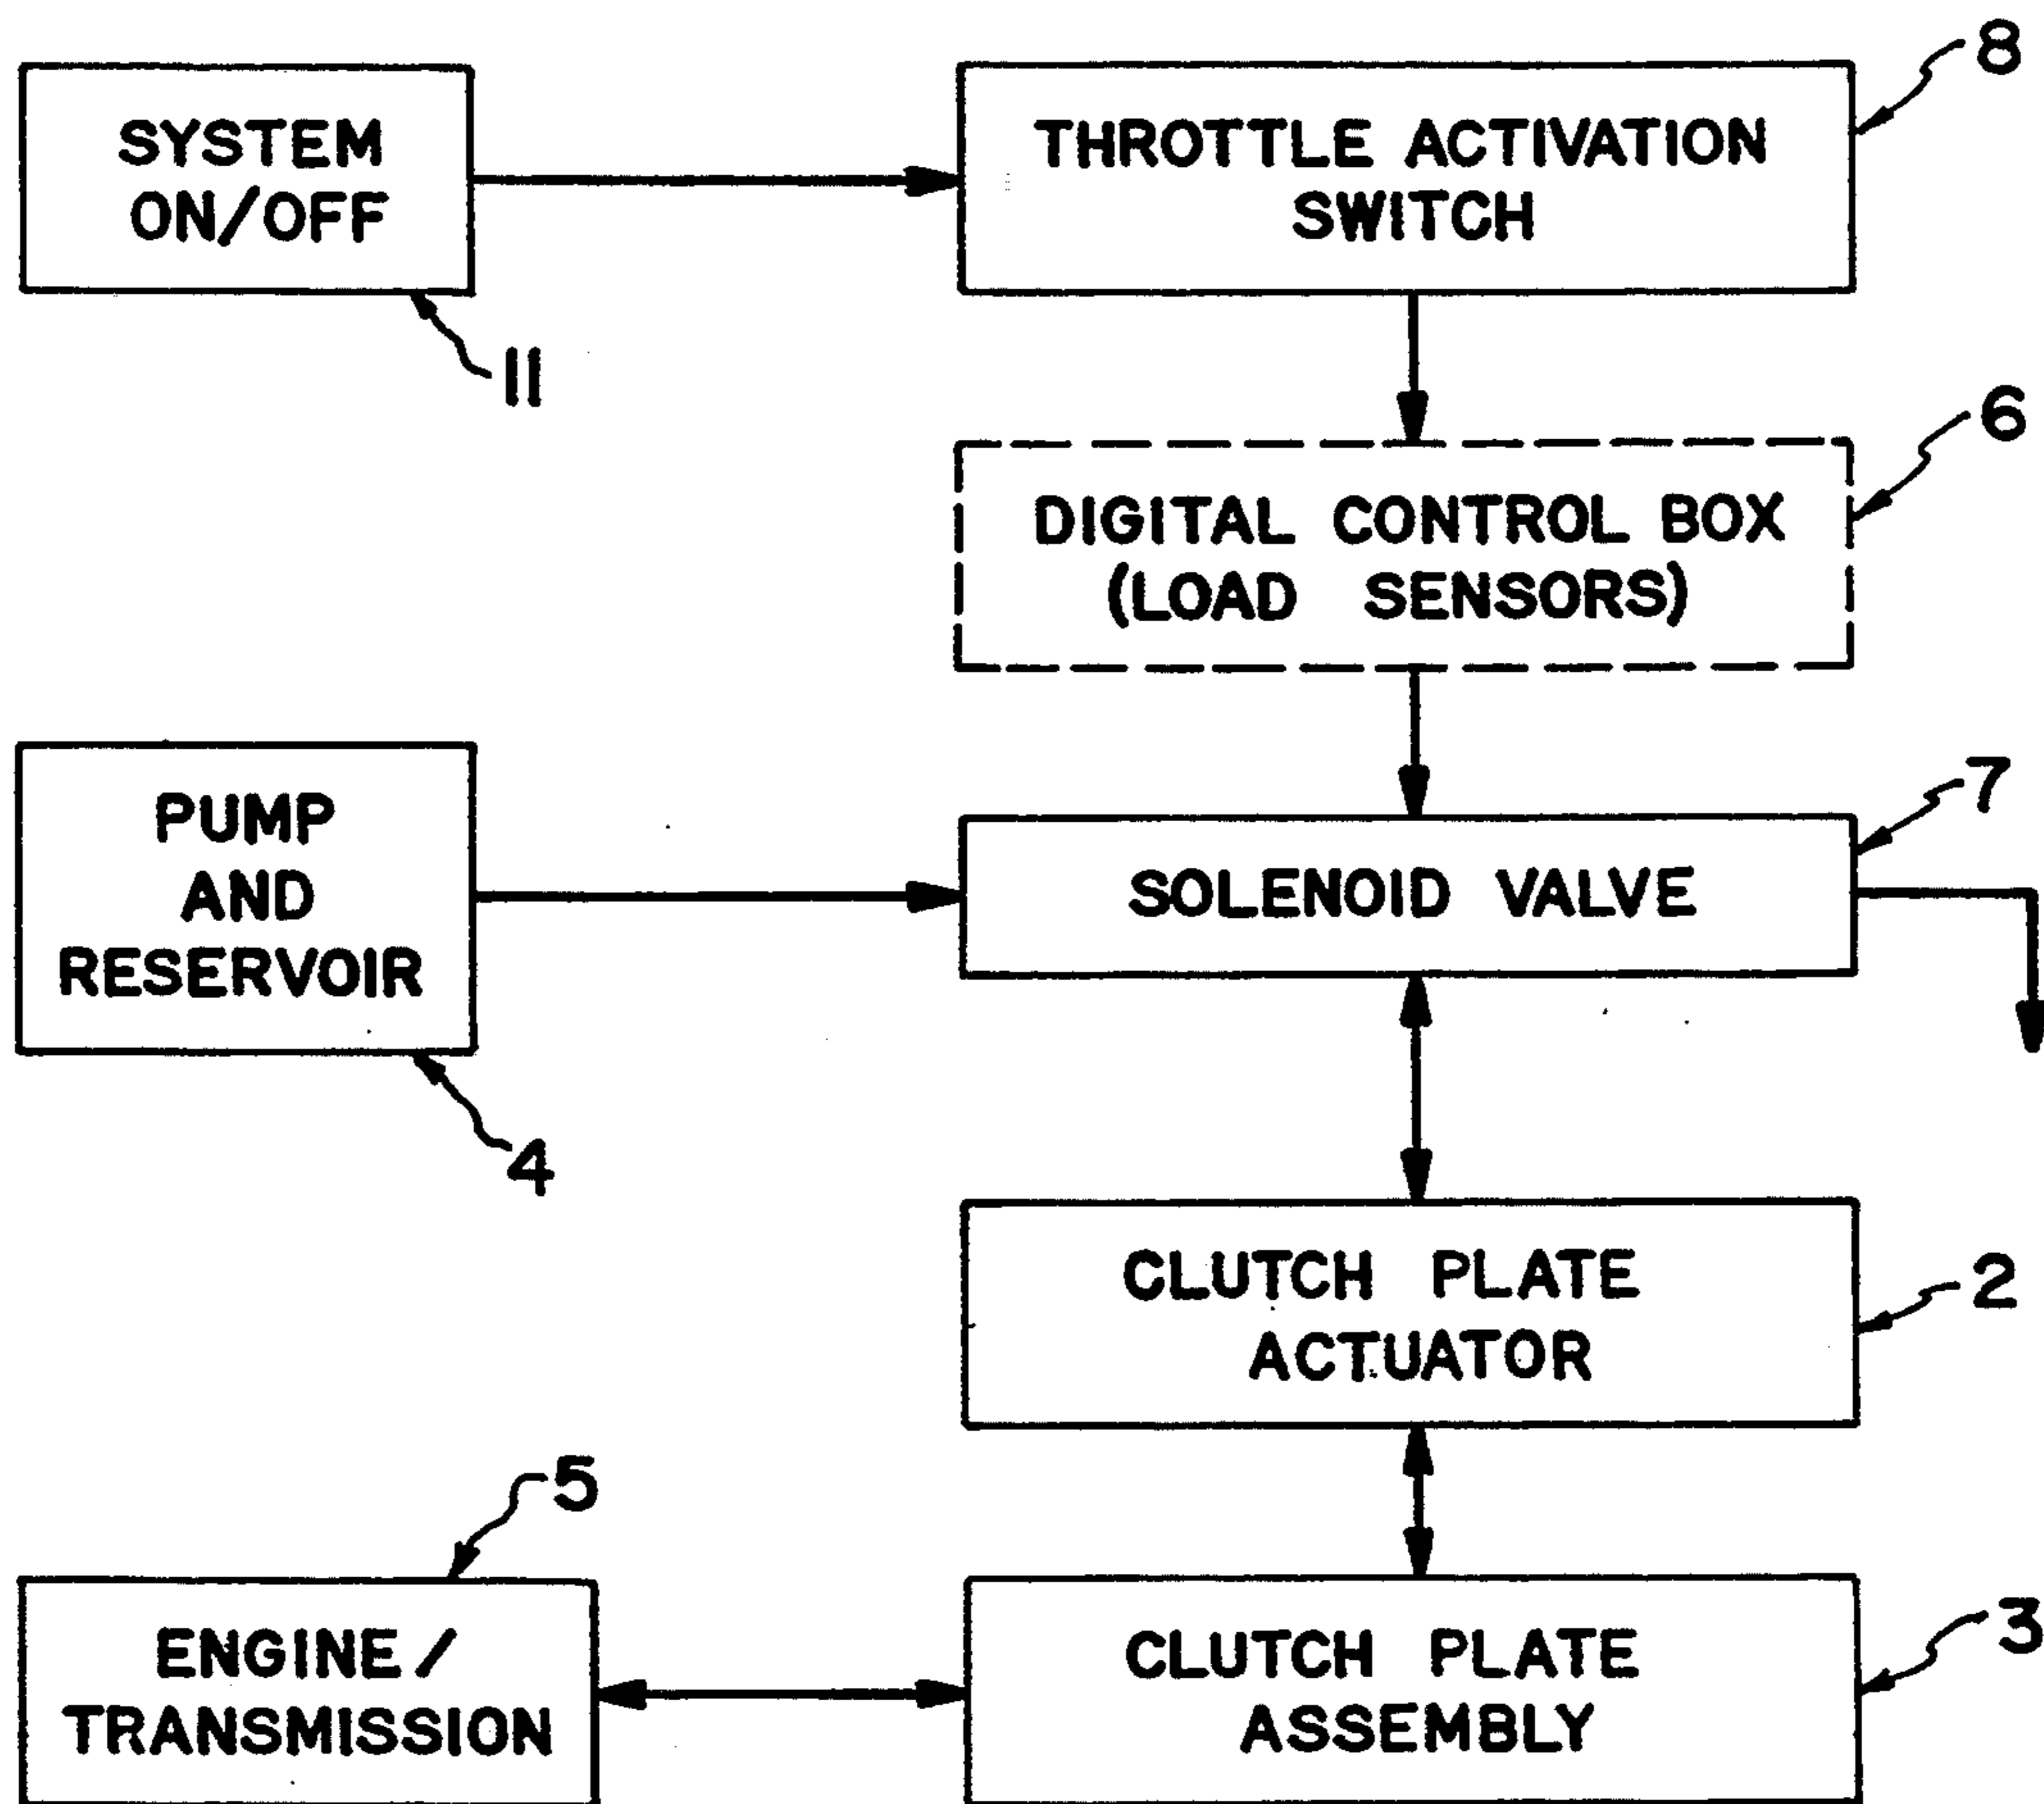 SYSTEM
ON/OFF
11
THROTTLE ACTIVATION
SWITCH
8
DIGITAL CONTROL BOX
(LOAD SENSORS)
6
PUMP
AND
RESERVOIR
4
SOLENOID VALVE
7
CLUTCH PLATE
ACTUATOR
2
ENGINE/
TRANSMISSION
5
CLUTCH PLATE
ASSEMBLY
3